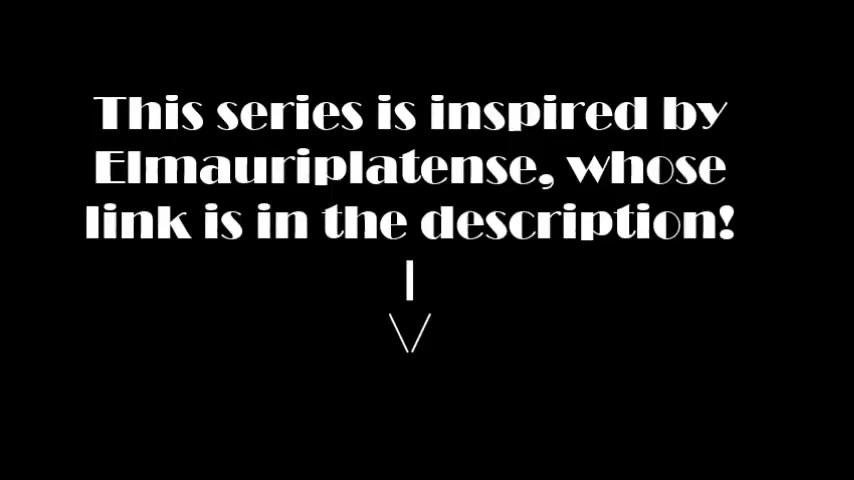 This series is inspired by
Elmauriplatense, whose
link is in the description!
|
\/